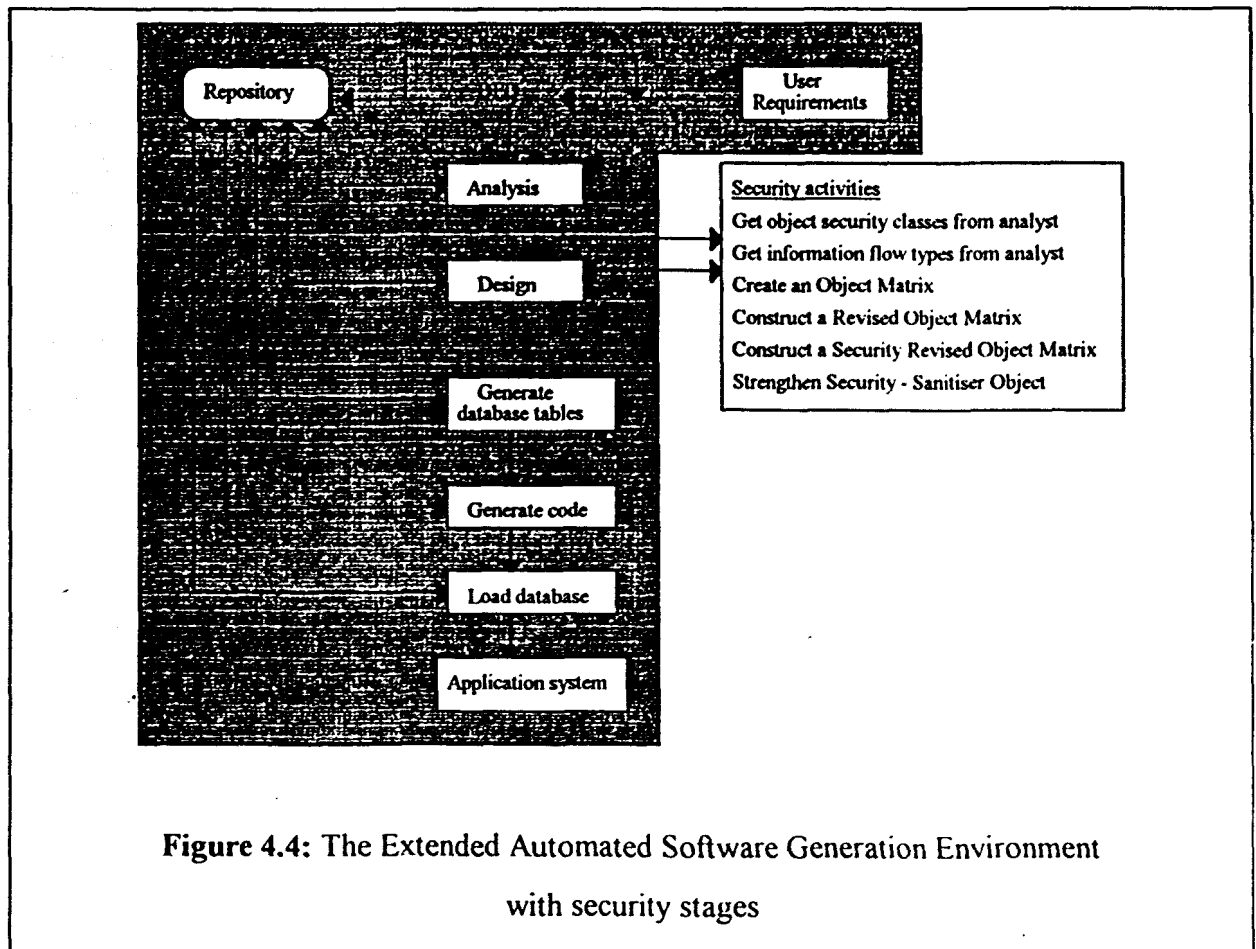 Repository
User
Requirements
Analysis
Security activities
Get object security classes from analyst
Get information flow types from analyst
Design
Create an Object Matrix
Construct a Revised Object Matrix
Construct a Security Revised Object Matrix
Strengthen Security - Sanitiser Object
Generate
database tables
Generate code
Load database
Application system
Figure 4.4: The Extended Automated Software Generation Environment
with security stages